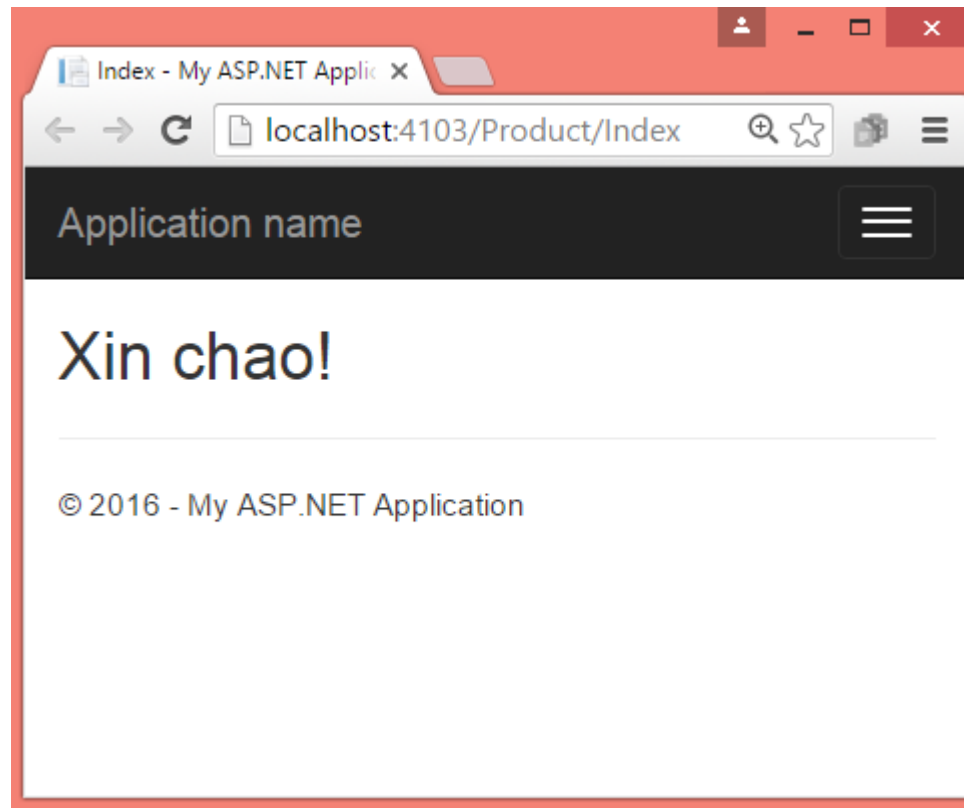 Index - My ASP.NET Applic
localhost:4103/Product/Index
Application name
Xin chao!
© 2016 - My ASP.NET Application